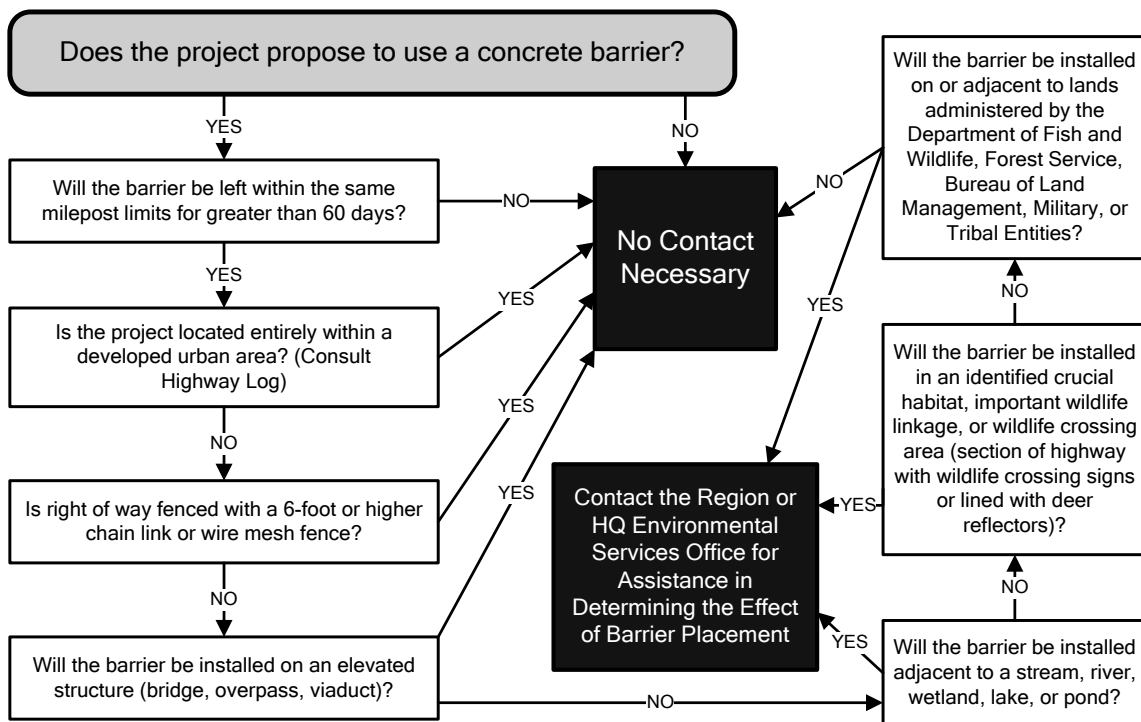 Does the project propose to use a concrete barrier?
YES
NO
Will the barrier be left within the same
milepost limits for greater than 60 days?
NO
YES
Is the project located entirely within a
developed urban area? (Consult
Highway Log)
YES
NO
Is right of way fenced with a 6-foot or higher
chain link or wire mesh fence?
YES
NO
Will the barrier be installed on an elevated
structure (bridge, overpass, viaduct)?
YES
NO
No Contact
Necessary
Contact the Region or
HQ Environmental
Services Office for
Assistance in
Determining the Effect
of Barrier Placement
Will the barrier be installed
adjacent to a stream, river,
wetland, lake, or pond?
YES
NO
Will the barrier be installed
in an identified crucial
habitat, important wildlife
linkage, or wildlife crossing
area (section of highway
with wildlife crossing signs
or lined with deer
reflectors)?
YES
NO
Will the barrier be installed
on or adjacent to lands
administered by the
Department of Fish and
Wildlife, Forest Service,
Bureau of Land
Management, Military, or
Tribal Entities?
NO
YES